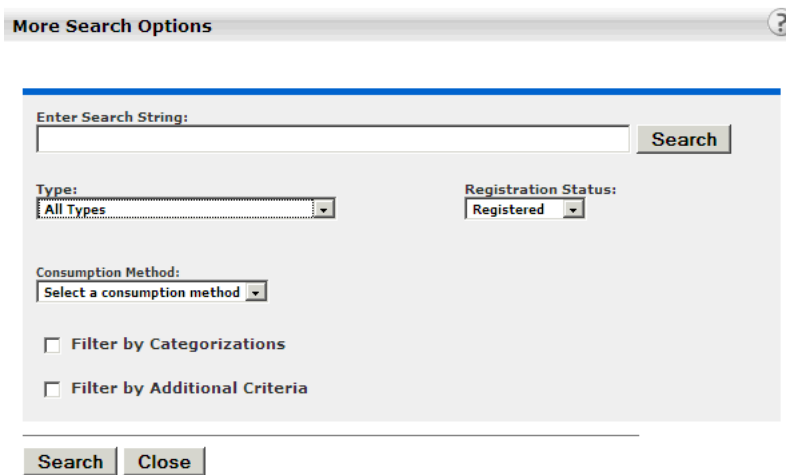 More Search Options
?
Enter Search String:
Search
Type: Registration Status:
All Types Registered
Consumption Method:
Select a consumption method
Filter by Categorizations
Filter by Additional Criteria
Search Close